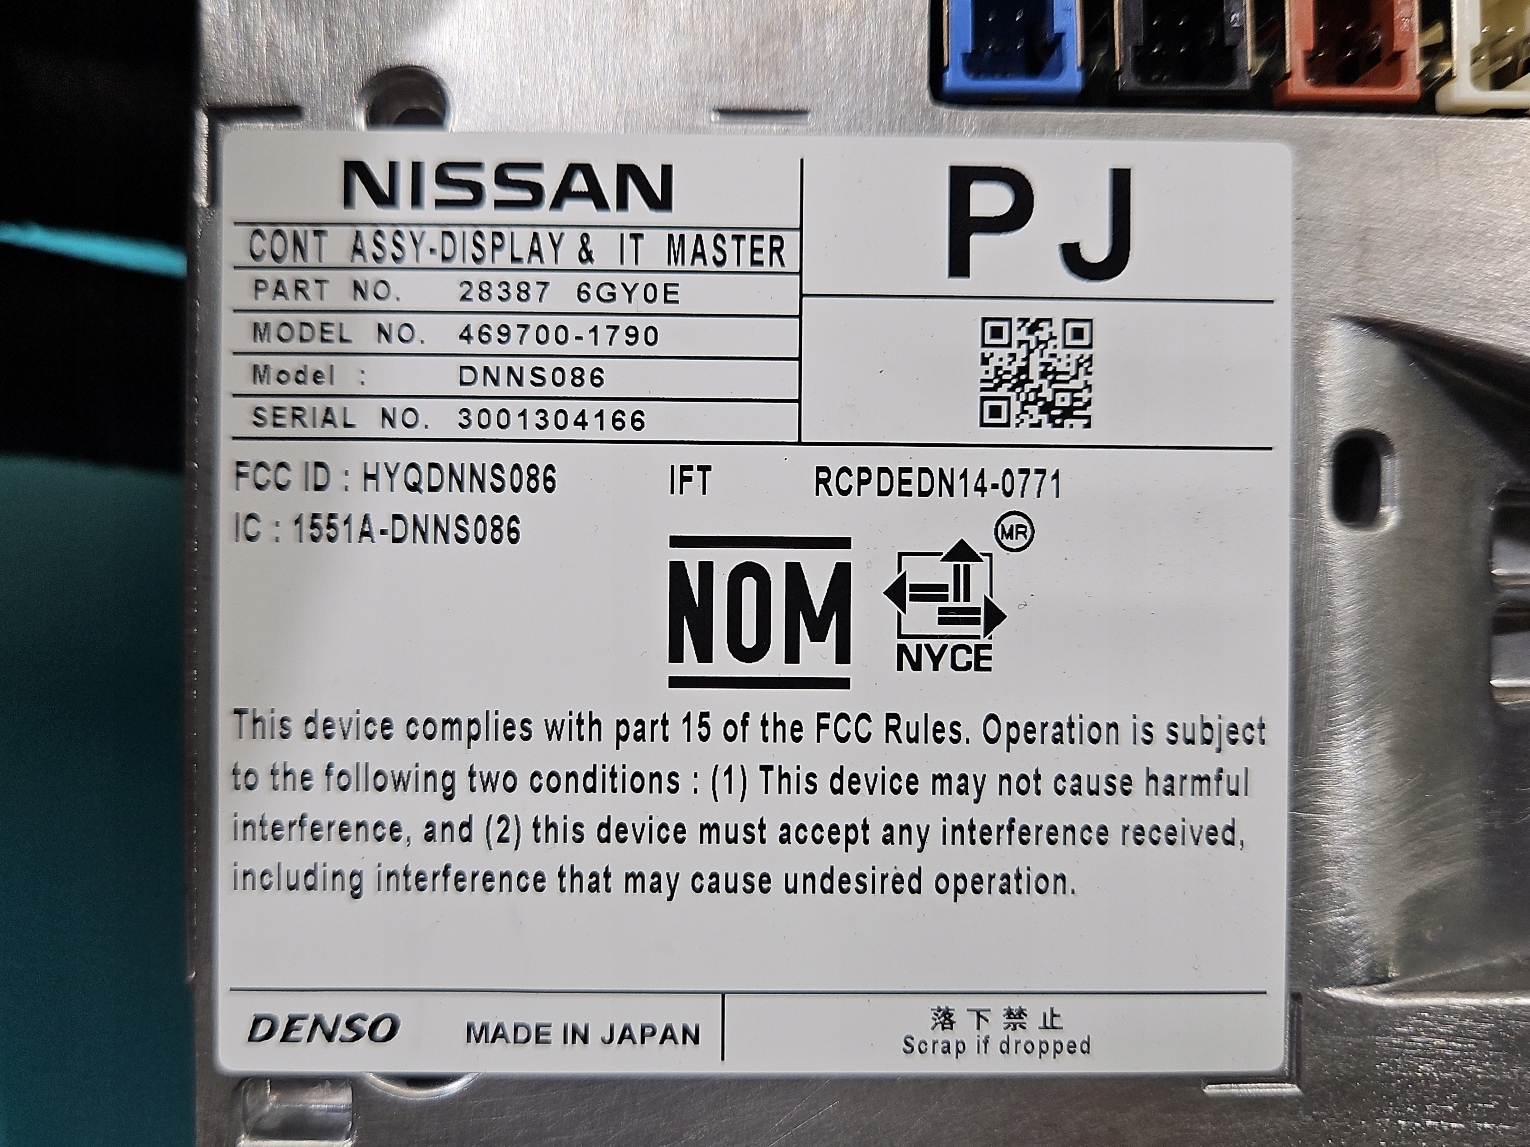 NISSAN
PJ
CONT ASSY-DISPLAY & IT MASTER
PART NO. 28387 6GY0E
MODEL NO. 469700-1790
Model : DNNS086
SERIAL NO. 3001304166
FCC ID : HYQDNNS086 IFT RCPDEDN14-0771
IC : 1551A-DNNS086
MR
NOM
NYCE
This device complies with part 15 of the FCC Rules. Operation is subject
to the following two conditions : (1) This device may not cause harmful
interference, and (2) this device must accept any interference received,
including interference that may cause undesired operation.
DENSO MADE IN JAPAN
落下禁止
Scrap if dropped